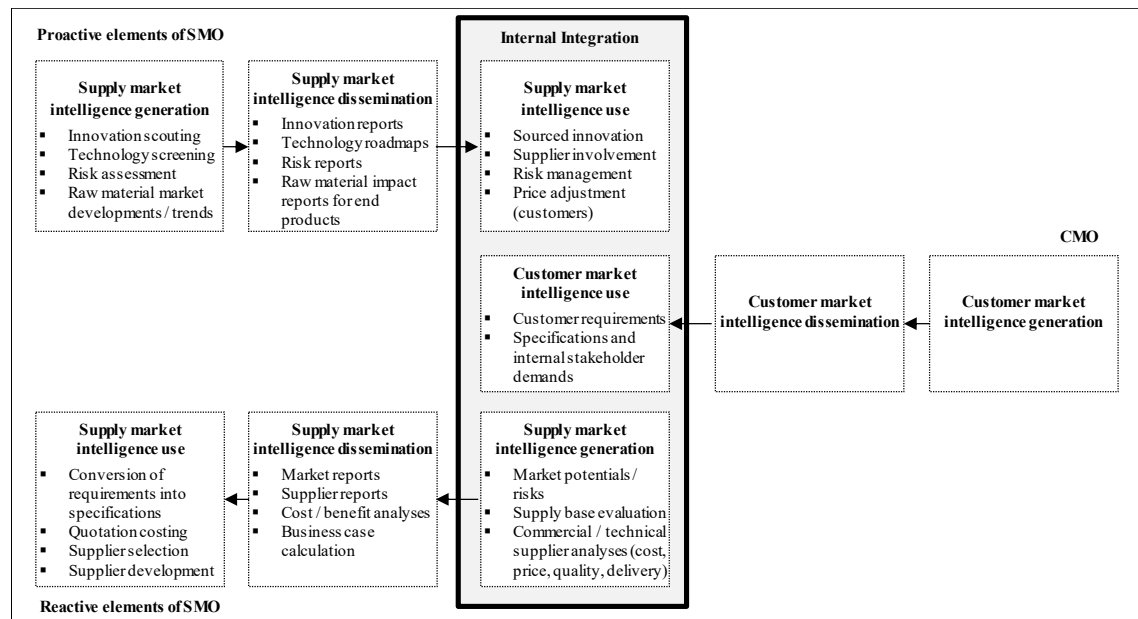 Proactive elements of SMO
Internal Integration
Supply market
intelligence generation
▪ Innovation scouting
▪ Technology screening
▪ Risk assessment
▪ Raw material market
developments / trends
Supply market
intelligence dissemination
▪ Innovation reports
▪ Technology roadmaps
▪ Risk reports
▪ Raw material impact
reports for end
products
Supply market
intelligence use
▪ Sourced innovation
▪ Supplier involvement
▪ Risk management
▪ Price adjustment
(customers)
CMO
Customer market
intelligence use
▪ Customer requirements
▪ Specifications and
internal stakeholder
demands
Customer market
intelligence dissemination
Customer market
intelligence generation
Supply market
intelligence use
▪ Conversion of
requirements into
specifications
▪ Quotation costing
▪ Supplier selection
▪ Supplier development
Supply market
intelligence dissemination
▪ Market reports
▪ Supplier reports
▪ Cost / benefit analyses
▪ Business case
calculation
Supply market
intelligence generation
▪ Market potentials /
risks
▪ Supply base evaluation
▪ Commercial / technical
supplier analyses (cost,
price, quality, delivery)
Reactive elements of SMO